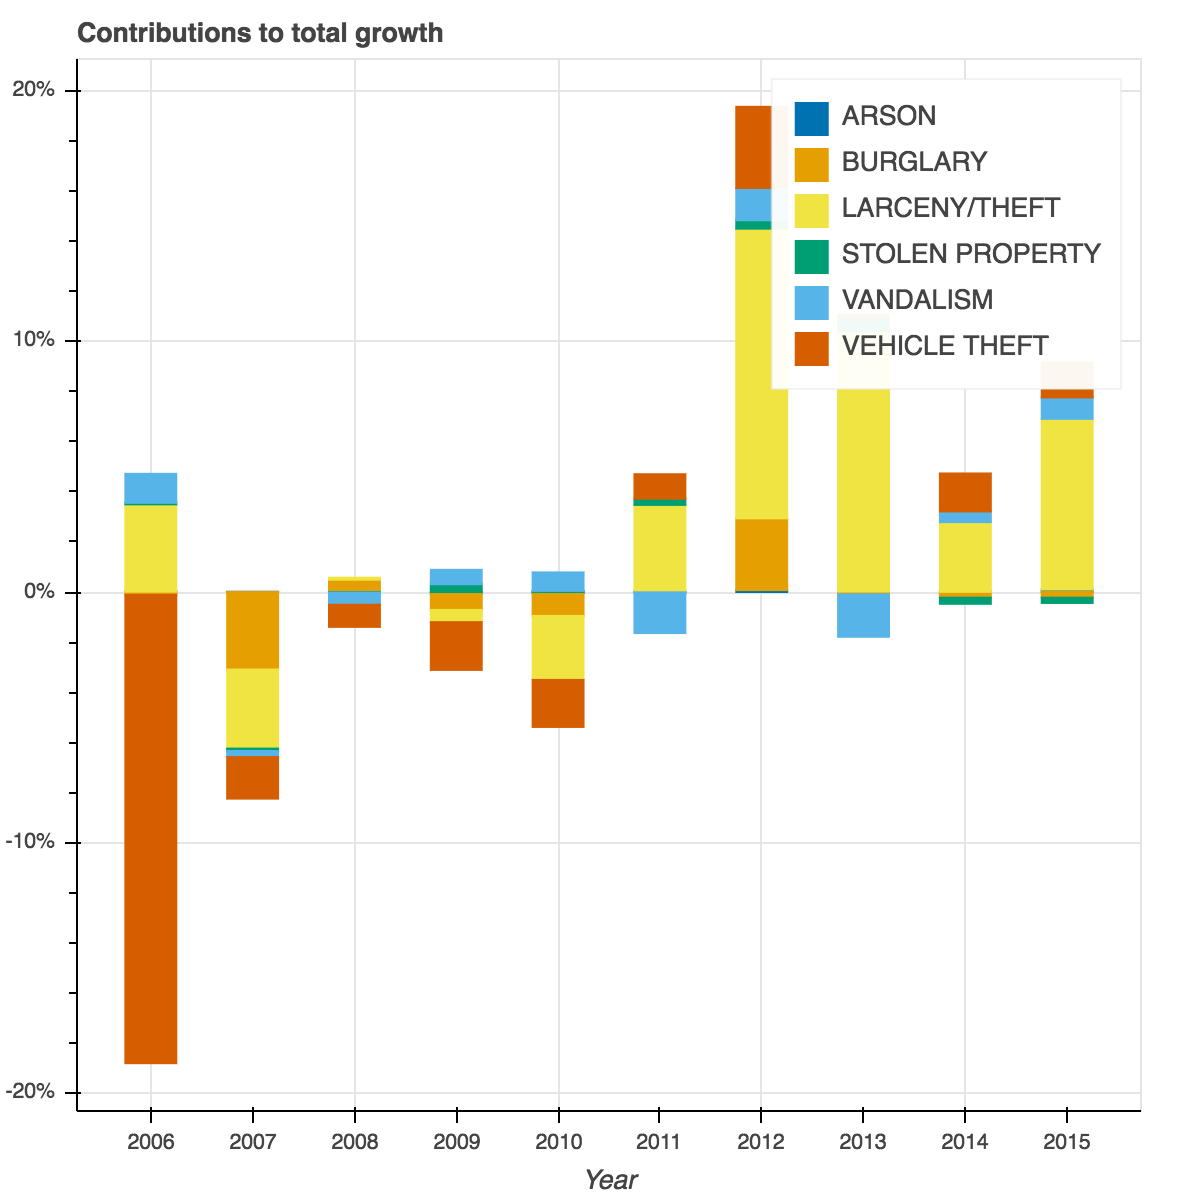 Contributions to total growth
20%
10%
0%
-10%
-20%
ARSON
BURGLARY
LARCENY/THEFT
STOLEN PROPERTY
VANDALISM
VEHICLE THEFT
2006 2007 2008 2009 2010 2011 2012 2013 2014 2015
Year